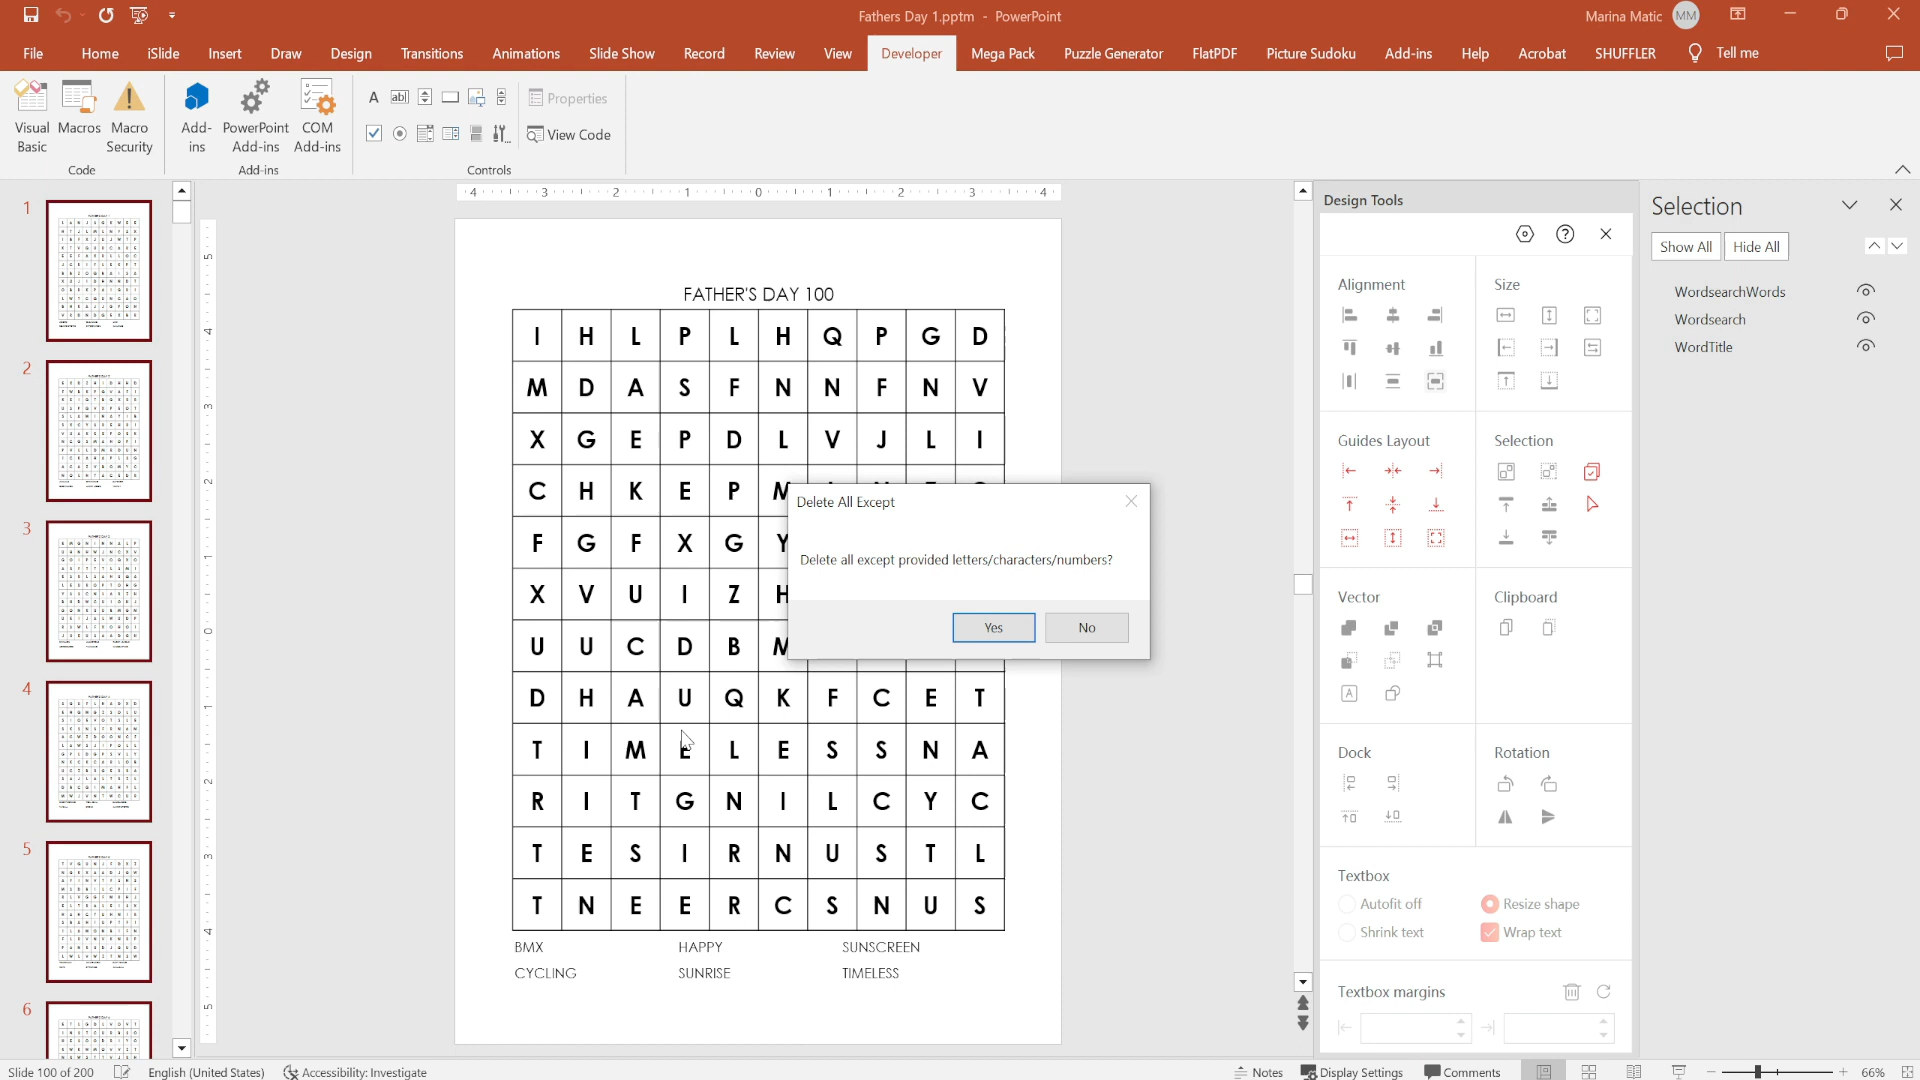 Fathers Day 1.pptm - PowerPoint
Marina Matic MM
File Home iSlide Insert Draw Design Transitions Animations Slide Show Record Review View Developer Mega Pack Puzzle Generator FlatPDF Picture Sudoku Add-ins Help Acrobat SHUFFLER Tell me
Visual Basic
Macros
Macro Security
Code
Add-ins
PowerPoint Add-ins
COM Add-ins
Add-ins
Properties
View Code
Controls
1
2
3
4
5
6
FATHER'S DAY 100
I H L P L H Q P G D
M D A S F N N F N V
X G E P D L V J L I
C H K E P M
F G F X G Y
X V U I Z H
U U C D B M
D H A U Q K F C E T
T I M E L E S S N A
R I T G N I L C Y C
T E S I R N U S T L
T N E E R C S N U S
BMX HAPPY SUNSCREEN
CYCLING SUNRISE TIMELESS
Delete All Except
Delete all except provided letters/characters/numbers?
Yes No
Design Tools
Alignment
Size
Guides Layout
Selection
Vector
Clipboard
Dock
Rotation
Textbox
Autofit off
Resize shape
Shrink text
Wrap text
Textbox margins
Selection
Show All Hide All
WordsearchWords
Wordsearch
WordTitle
Slide 100 of 200 English (United States) Accessibility: Investigate Notes Display Settings Comments 66%